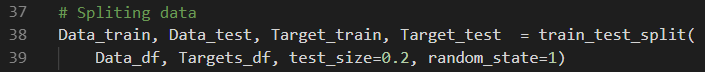 37 # Spliting data
38 Data_train, Data_test, Target_train, Target_test  = train_test_split(
39     Data_df, Targets_df, test_size=0.2, random_state=1)